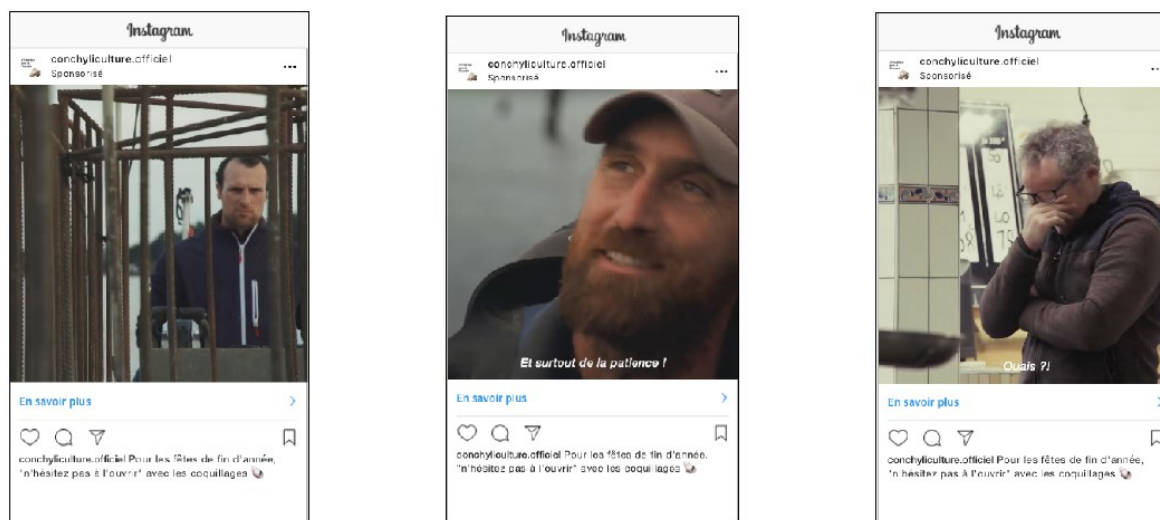 Instagram
conchyliculture.officiel
Sponsorisé
En savoir plus
conchyliculture.officiel Pour les fêtes de fin d'année,
"n'hésitez pas à l'ouvrir" avec les coquillages
Instagram
conchyliculture.officiel
Sponsorisé
Et surtout de la patience !
En savoir plus
conchyliculture.officiel Pour les fêtes de fin d'année,
"n'hésitez pas à l'ouvrir" avec les coquillages
Instagram
conchyliculture.officiel
Sponsorisé
Ouais ?!
En savoir plus
conchyliculture.officiel Pour les fêtes de fin d'année,
"n'hésitez pas à l'ouvrir" avec les coquillages